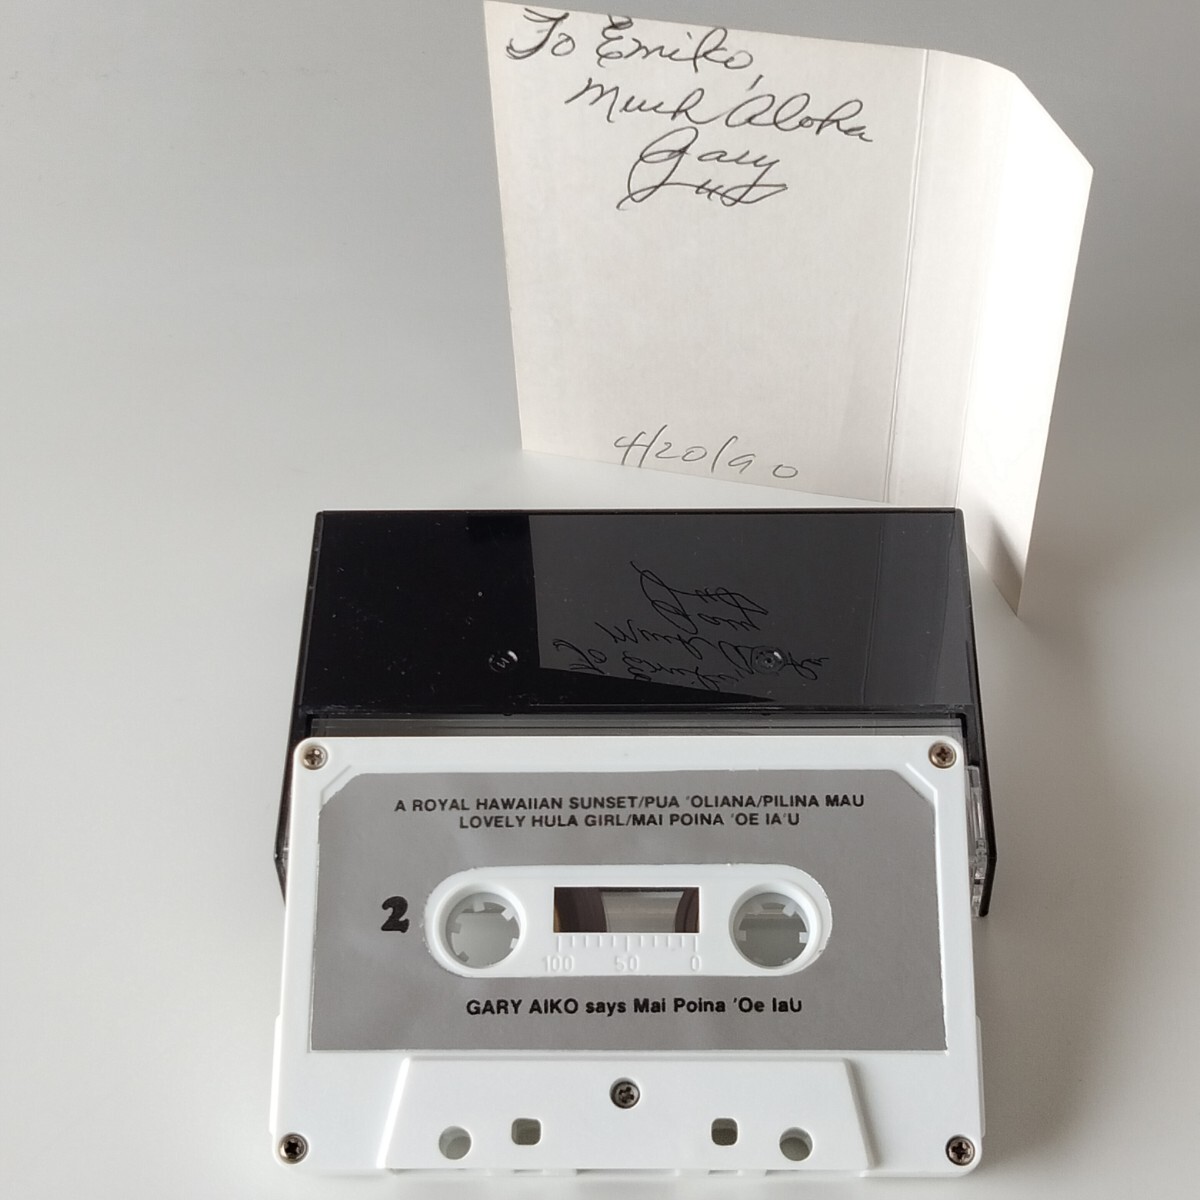 To Emiko,
Much Aloha
Gary
4/20/90
A ROYAL HAWAIIAN SUNSET/PUA 'OLIANA/PILINA MAU
LOVELY HULA GIRL/MAI POINA 'OE IA'U
2
100 50 0
GARY AIKO says Mai Poina 'Oe IaU